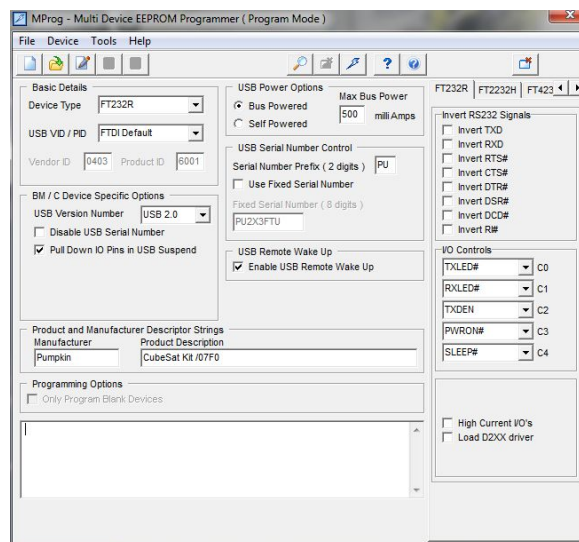 MProg - Multi Device EEPROM Programmer ( Program Mode )
File Device Tools Help
Basic Details
Device Type FT232R
USB VID / PID FTDI Default
Vendor ID 0403 Product ID 6001
BM / C Device Specific Options
USB Version Number USB 2.0
Disable USB Serial Number
Pull Down IO Pins in USB Suspend
USB Power Options
Bus Powered
Self Powered
Max Bus Power
500 milli Amps
USB Serial Number Control
Serial Number Prefix ( 2 digits ) PU
Use Fixed Serial Number
Fixed Serial Number ( 8 digits )
PU2X3FTU
USB Remote Wake Up
Enable USB Remote Wake Up
Product and Manufacturer Descriptor Strings
Manufacturer Product Description
Pumpkin CubeSat Kit /07F0
Programming Options
Only Program Blank Devices
FT232R FT2232H FT423
Invert RS232 Signals
Invert TXD
Invert RXD
Invert RTS#
Invert CTS#
Invert DTR#
Invert DSR#
Invert DCD#
Invert RI#
I/O Controls
TXLED# C0
RXLED# C1
TXDEN C2
PWRON# C3
SLEEP# C4
High Current I/O's
Load D2XX driver